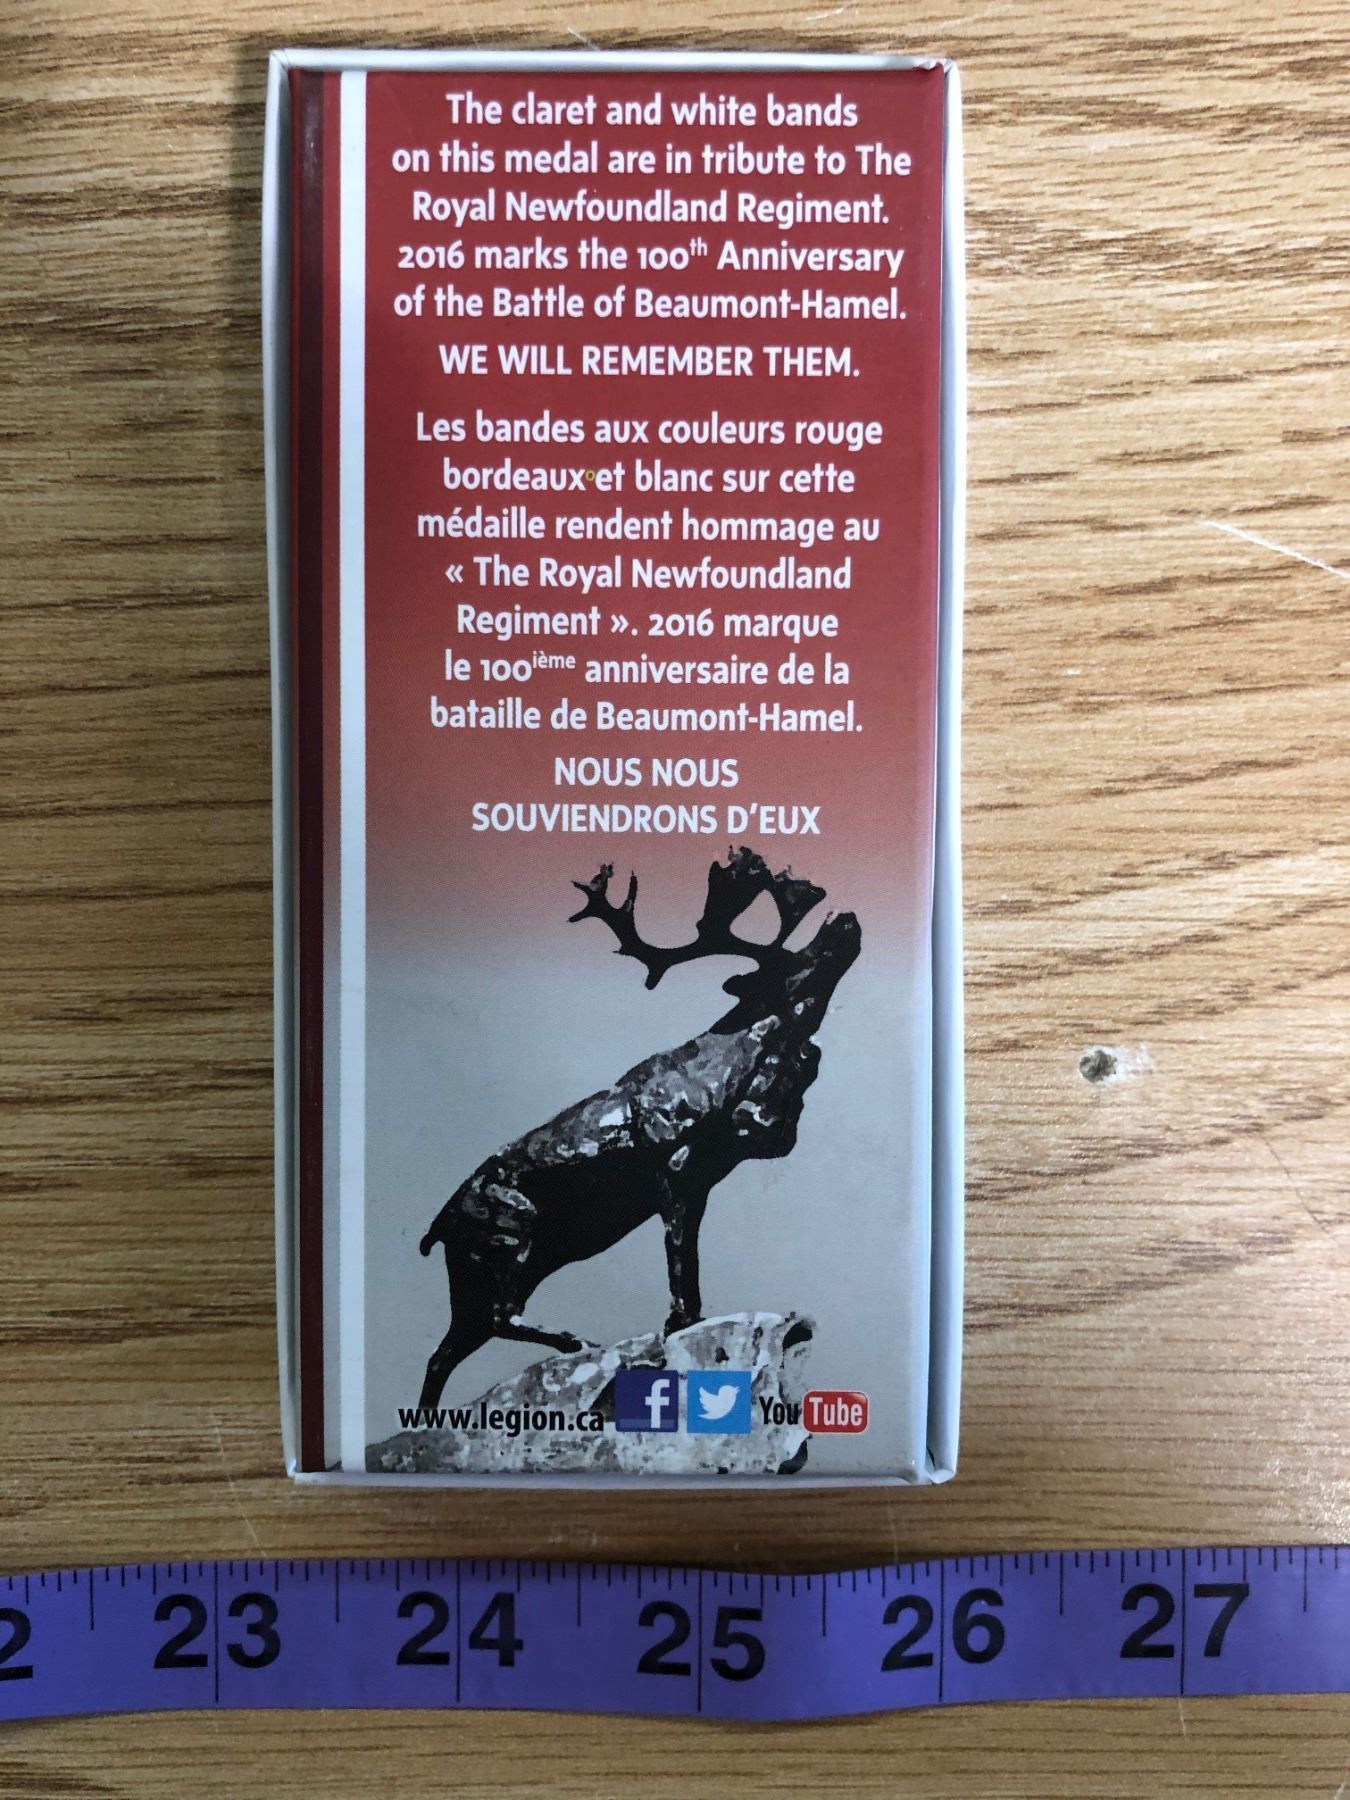 The claret and white bands
on this medal are in tribute to The
Royal Newfoundland Regiment.
2016 marks the 100th Anniversary
of the Battle of Beaumont-Hamel.
WE WILL REMEMBER THEM.
Les bandes aux couleurs rouge
bordeaux et blanc sur cette
médaille rendent hommage au
« The Royal Newfoundland
Regiment ». 2016 marque
le 100ième anniversaire de la
bataille de Beaumont-Hamel.
NOUS NOUS
SOUVIENDRONS D'EUX
www.legion.ca f YouTube
2 23 24 25 26 27